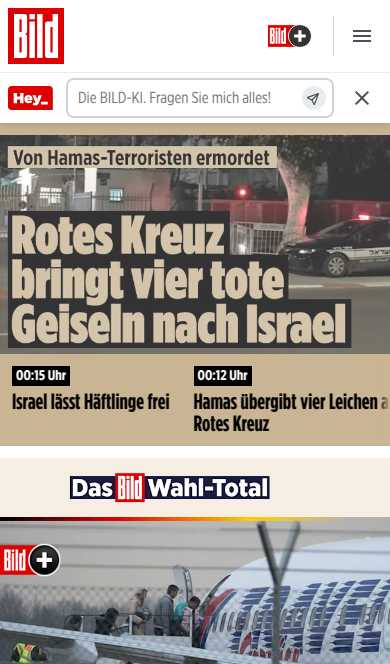 Bild
Bild +
Hey_
Die BILD-KI. Fragen Sie mich alles!
Von Hamas-Terroristen ermordet
Rotes Kreuz
bringt vier tote
Geiseln nach Israel
00:15 Uhr
Israel lässt Häftlinge frei
00:12 Uhr
Hamas übergibt vier Leichen a
Rotes Kreuz
Das Bild Wahl-Total
Bild +